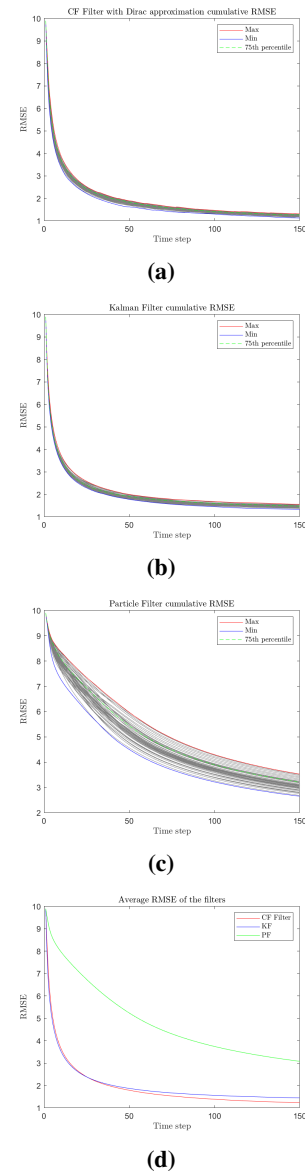 CF Filter with Dirac approximation cumulative RMSE
10
9
8
7
6
5
4
3
2
1
RMSE
Max
Min
75th percentile
0 50 100 150
Time step
(a)
Kalman Filter cumulative RMSE
10
9
8
7
6
5
4
3
2
1
RMSE
Max
Min
75th percentile
0 50 100 150
Time step
(b)
Particle Filter cumulative RMSE
10
9
8
7
6
5
4
3
2
RMSE
Max
Min
75th percentile
0 50 100 150
Time step
(c)
Average RMSE of the filters
10
9
8
7
6
5
4
3
2
1
RMSE
CF Filter
KF
PF
0 50 100 150
Time step
(d)